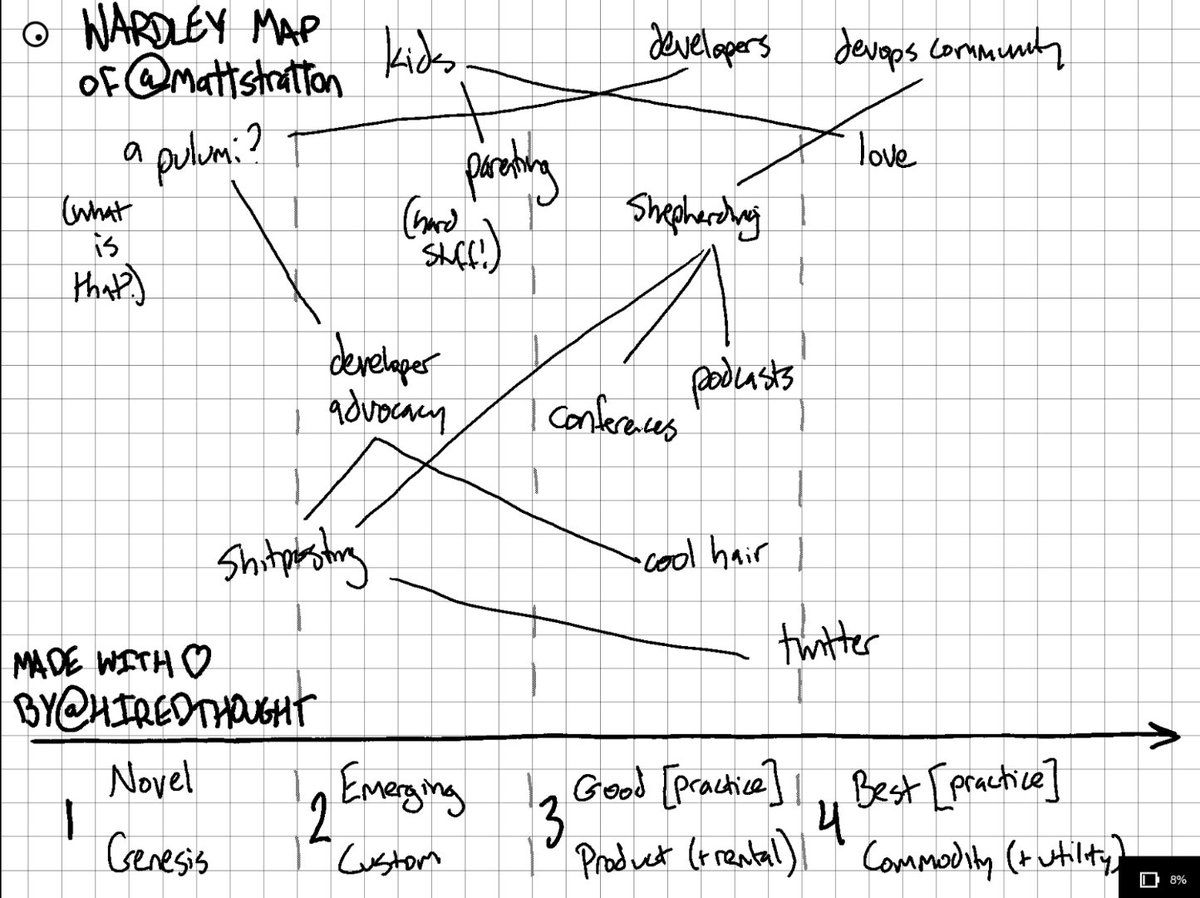 WARDLEY MAP
OF @mattstratton
kids
developers
devops community
a pulumi?
(what
is
that?)
parenting
(hard
stuff!)
love
Shepherding
developer
advocacy
conferences
podcasts
Shitposting
cool hair
twitter
MADE WITH ♡
BY @HIREDTHOUGHT
1
Novel
Genesis
2
Emerging
Custom
3
Good [practice]
Product (+rental)
4
Best [practice]
Commodity (+utility)
8%